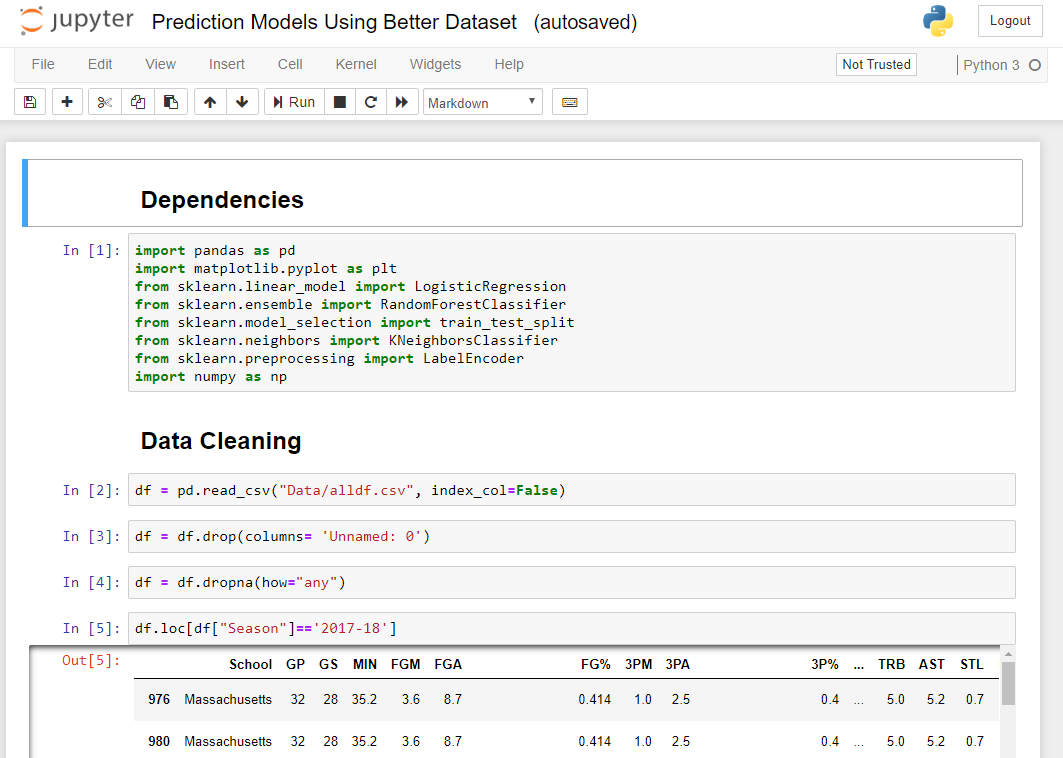 jupyter Prediction Models Using Better Dataset (autosaved) Logout
File Edit View Insert Cell Kernel Widgets Help Not Trusted Python 3
Run Markdown
Dependencies
In [1]: import pandas as pd
import matplotlib.pyplot as plt
from sklearn.linear_model import LogisticRegression
from sklearn.ensemble import RandomForestClassifier
from sklearn.model_selection import train_test_split
from sklearn.neighbors import KNeighborsClassifier
from sklearn.preprocessing import LabelEncoder
import numpy as np
Data Cleaning
In [2]: df = pd.read_csv("Data/alldf.csv", index_col=False)
In [3]: df = df.drop(columns= 'Unnamed: 0')
In [4]: df = df.dropna(how="any")
In [5]: df.loc[df["Season"]=='2017-18']
Out[5]: School GP GS MIN FGM FGA FG% 3PM 3PA 3P% ... TRB AST STL
976 Massachusetts 32 28 35.2 3.6 8.7 0.414 1.0 2.5 0.4 ... 5.0 5.2 0.7
980 Massachusetts 32 28 35.2 3.6 8.7 0.414 1.0 2.5 0.4 ... 5.0 5.2 0.7